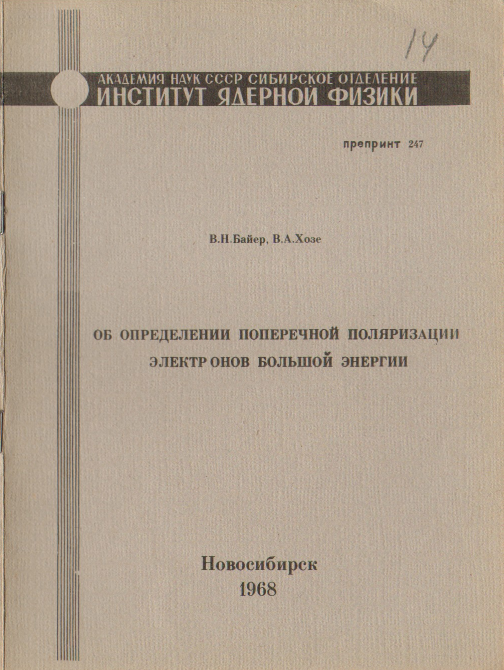 14
АКАДЕМИЯ НАУК СССР СИБИРСКОЕ ОТДЕЛЕНИЕ
ИНСТИТУТ ЯДЕРНОЙ ФИЗИКИ
препринт 247
В.Н.Байер, В.А.Хозе
ОБ ОПРЕДЕЛЕНИИ ПОПЕРЕЧНОЙ ПОЛЯРИЗАЦИИ
ЭЛЕКТРОНОВ БОЛЬШОЙ ЭНЕРГИИ
Новосибирск
1968